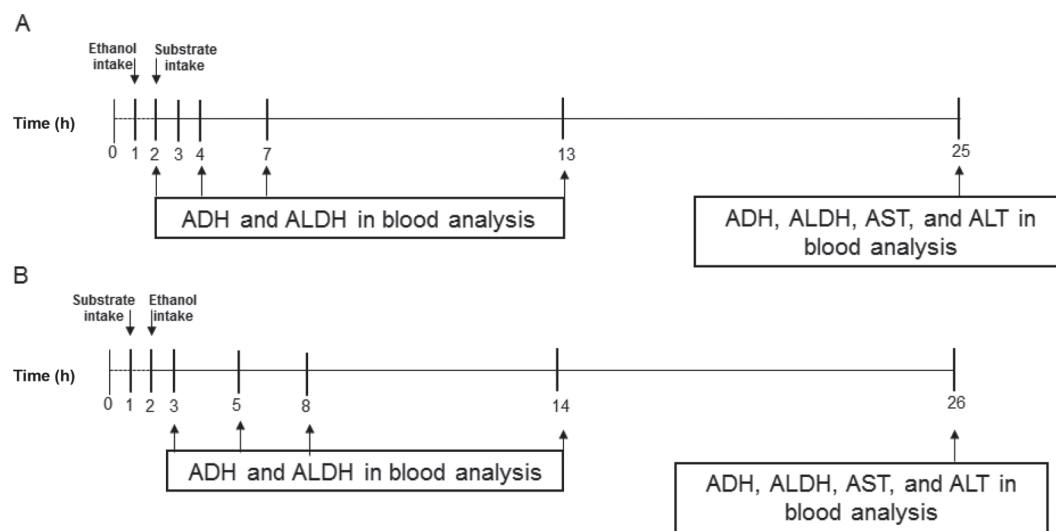 A
Ethanol intake
Substrate intake
Time (h)
0 1 2 3 4 7 13 25
ADH and ALDH in blood analysis
ADH, ALDH, AST, and ALT in
blood analysis
B
Substrate intake
Ethanol intake
Time (h)
0 1 2 3 5 8 14 26
ADH and ALDH in blood analysis
ADH, ALDH, AST, and ALT in
blood analysis